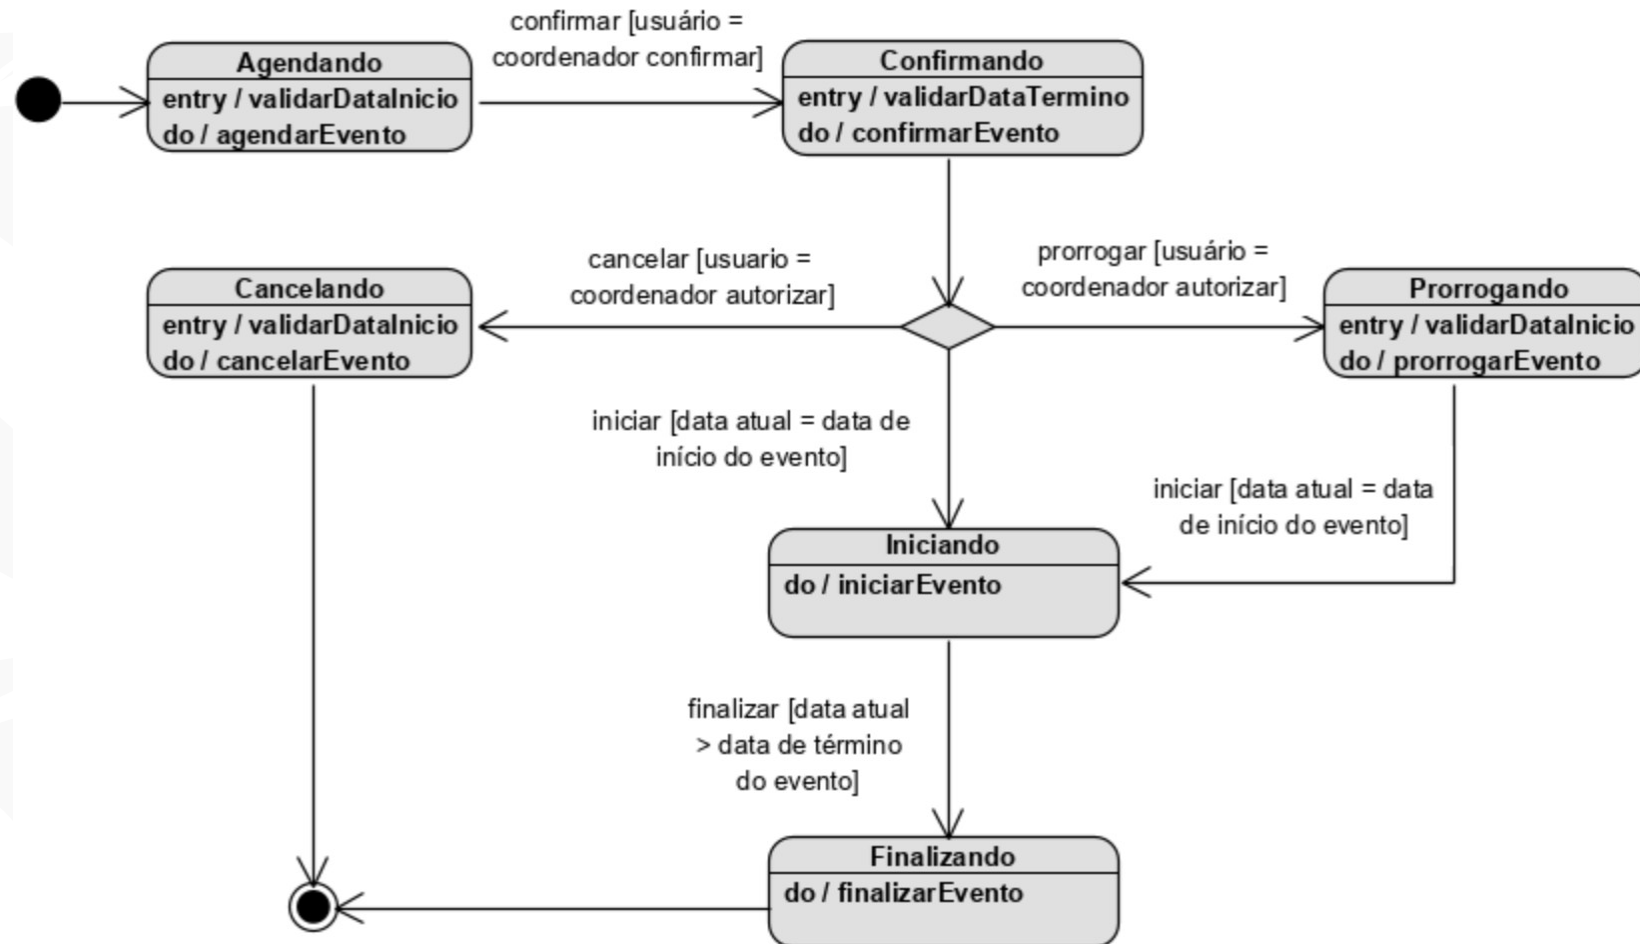 confirmar [usuário =
coordenador confirmar]
Agendando
entry / validarDataInicio
do / agendarEvento
Confirmando
entry / validarDataTermino
do / confirmarEvento
cancelar [usuario =
coordenador autorizar]
prorrogar [usuário =
coordenador autorizar]
Cancelando
entry / validarDataInicio
do / cancelarEvento
Prorrogando
entry / validarDataInicio
do / prorrogarEvento
iniciar [data atual = data de
início do evento]
iniciar [data atual = data
de início do evento]
Iniciando
do / iniciarEvento
finalizar [data atual
> data de término
do evento]
Finalizando
do / finalizarEvento